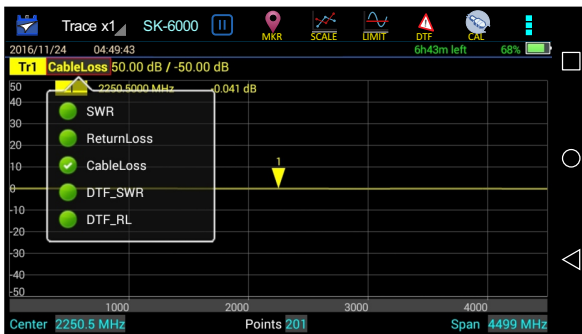 Trace x1 SK-6000 MKR SCALE LIMIT DTF CAL
2016/11/24 04:49:43 6h43m left 68%
Tr1 CableLoss 50.00 dB / -50.00 dB
50 1 2250.5000 MHz -0.041 dB
40
SWR
30
ReturnLoss
20
CableLoss
10
1
DTF_SWR
0
DTF_RL
-10
-20
-30
-40
-50
1000 2000 3000 4000
Center 2250.5 MHz Points 201 Span 4499 MHz